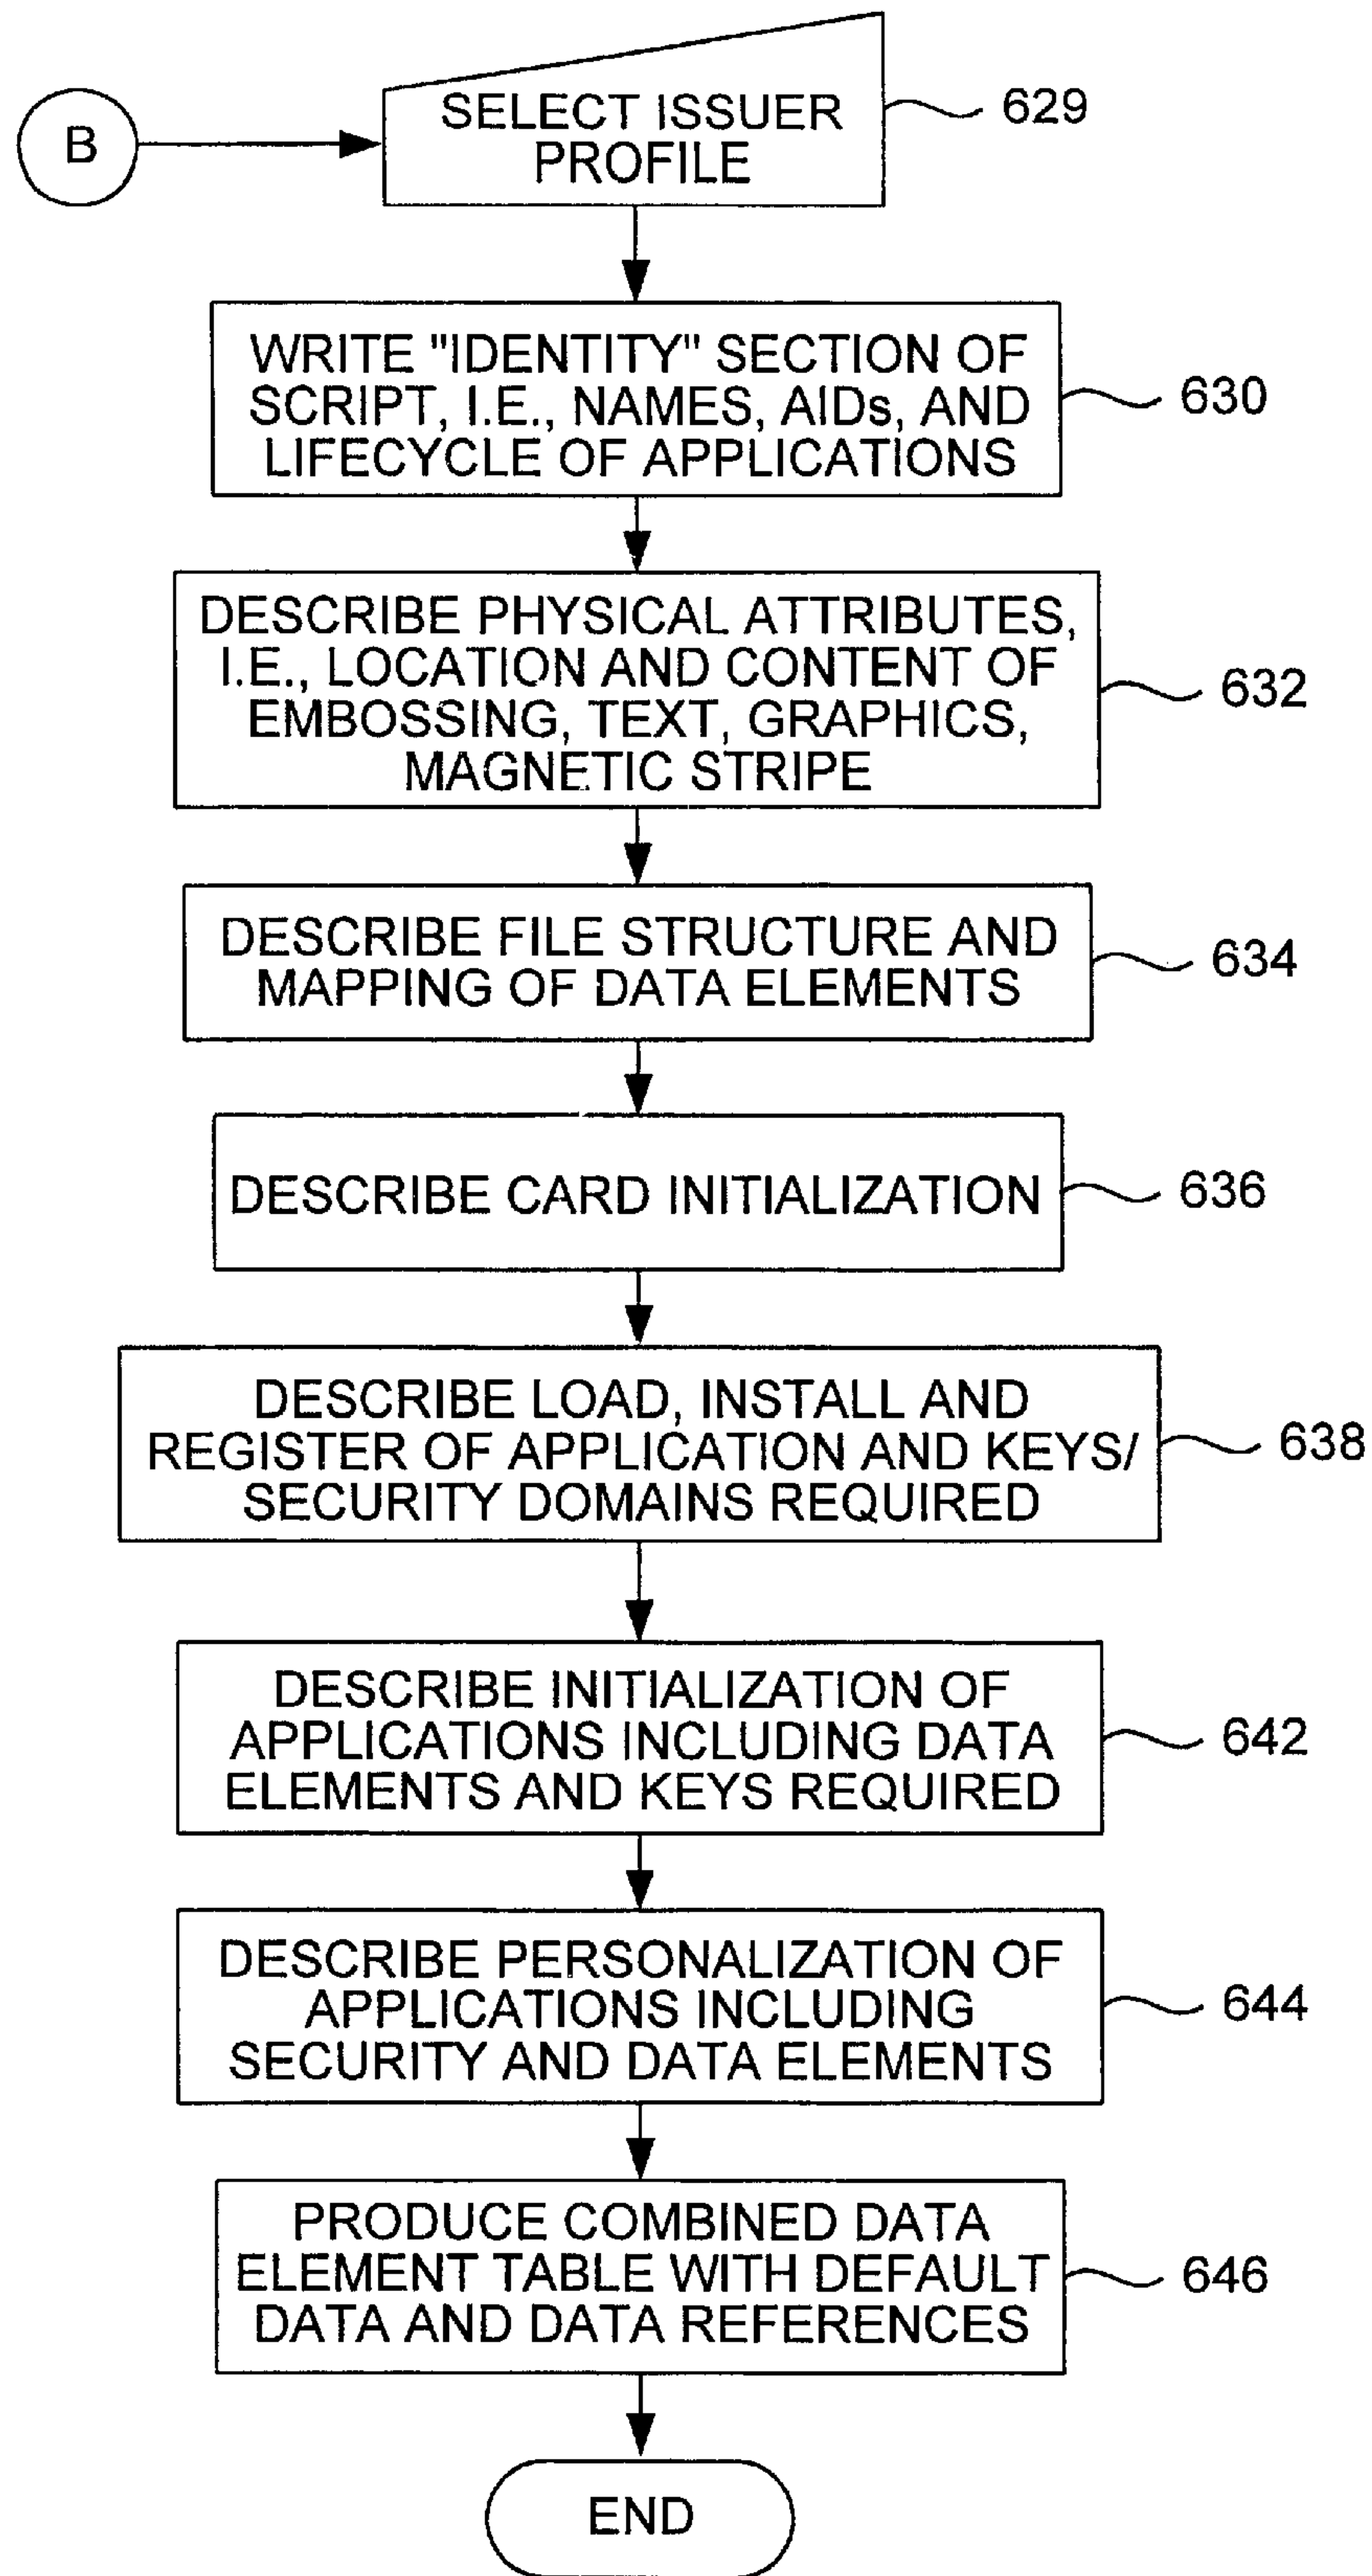 B
SELECT ISSUER
PROFILE
629
WRITE "IDENTITY" SECTION OF
SCRIPT, I.E., NAMES, AIDs, AND
LIFECYCLE OF APPLICATIONS
630
DESCRIBE PHYSICAL ATTRIBUTES,
I.E., LOCATION AND CONTENT OF
EMBOSSING, TEXT, GRAPHICS,
MAGNETIC STRIPE
632
DESCRIBE FILE STRUCTURE AND
MAPPING OF DATA ELEMENTS
634
DESCRIBE CARD INITIALIZATION
636
DESCRIBE LOAD, INSTALL AND
REGISTER OF APPLICATION AND KEYS/
SECURITY DOMAINS REQUIRED
638
DESCRIBE INITIALIZATION OF
APPLICATIONS INCLUDING DATA
ELEMENTS AND KEYS REQUIRED
642
DESCRIBE PERSONALIZATION OF
APPLICATIONS INCLUDING
SECURITY AND DATA ELEMENTS
644
PRODUCE COMBINED DATA
ELEMENT TABLE WITH DEFAULT
DATA AND DATA REFERENCES
646
END